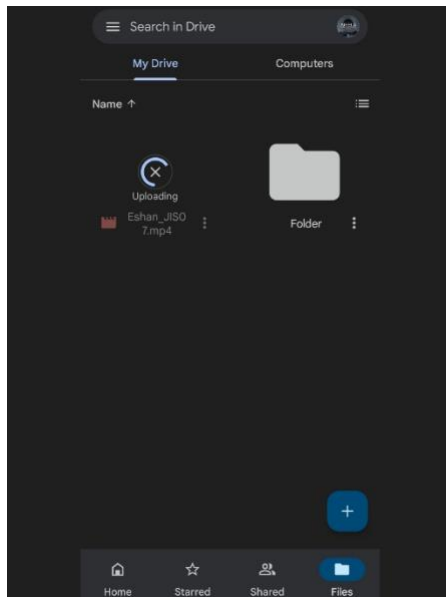 Search in Drive
My Drive
Computers
Name ↑
Uploading
Eshan_JISO
7.mp4
Folder
Home
Starred
Shared
Files